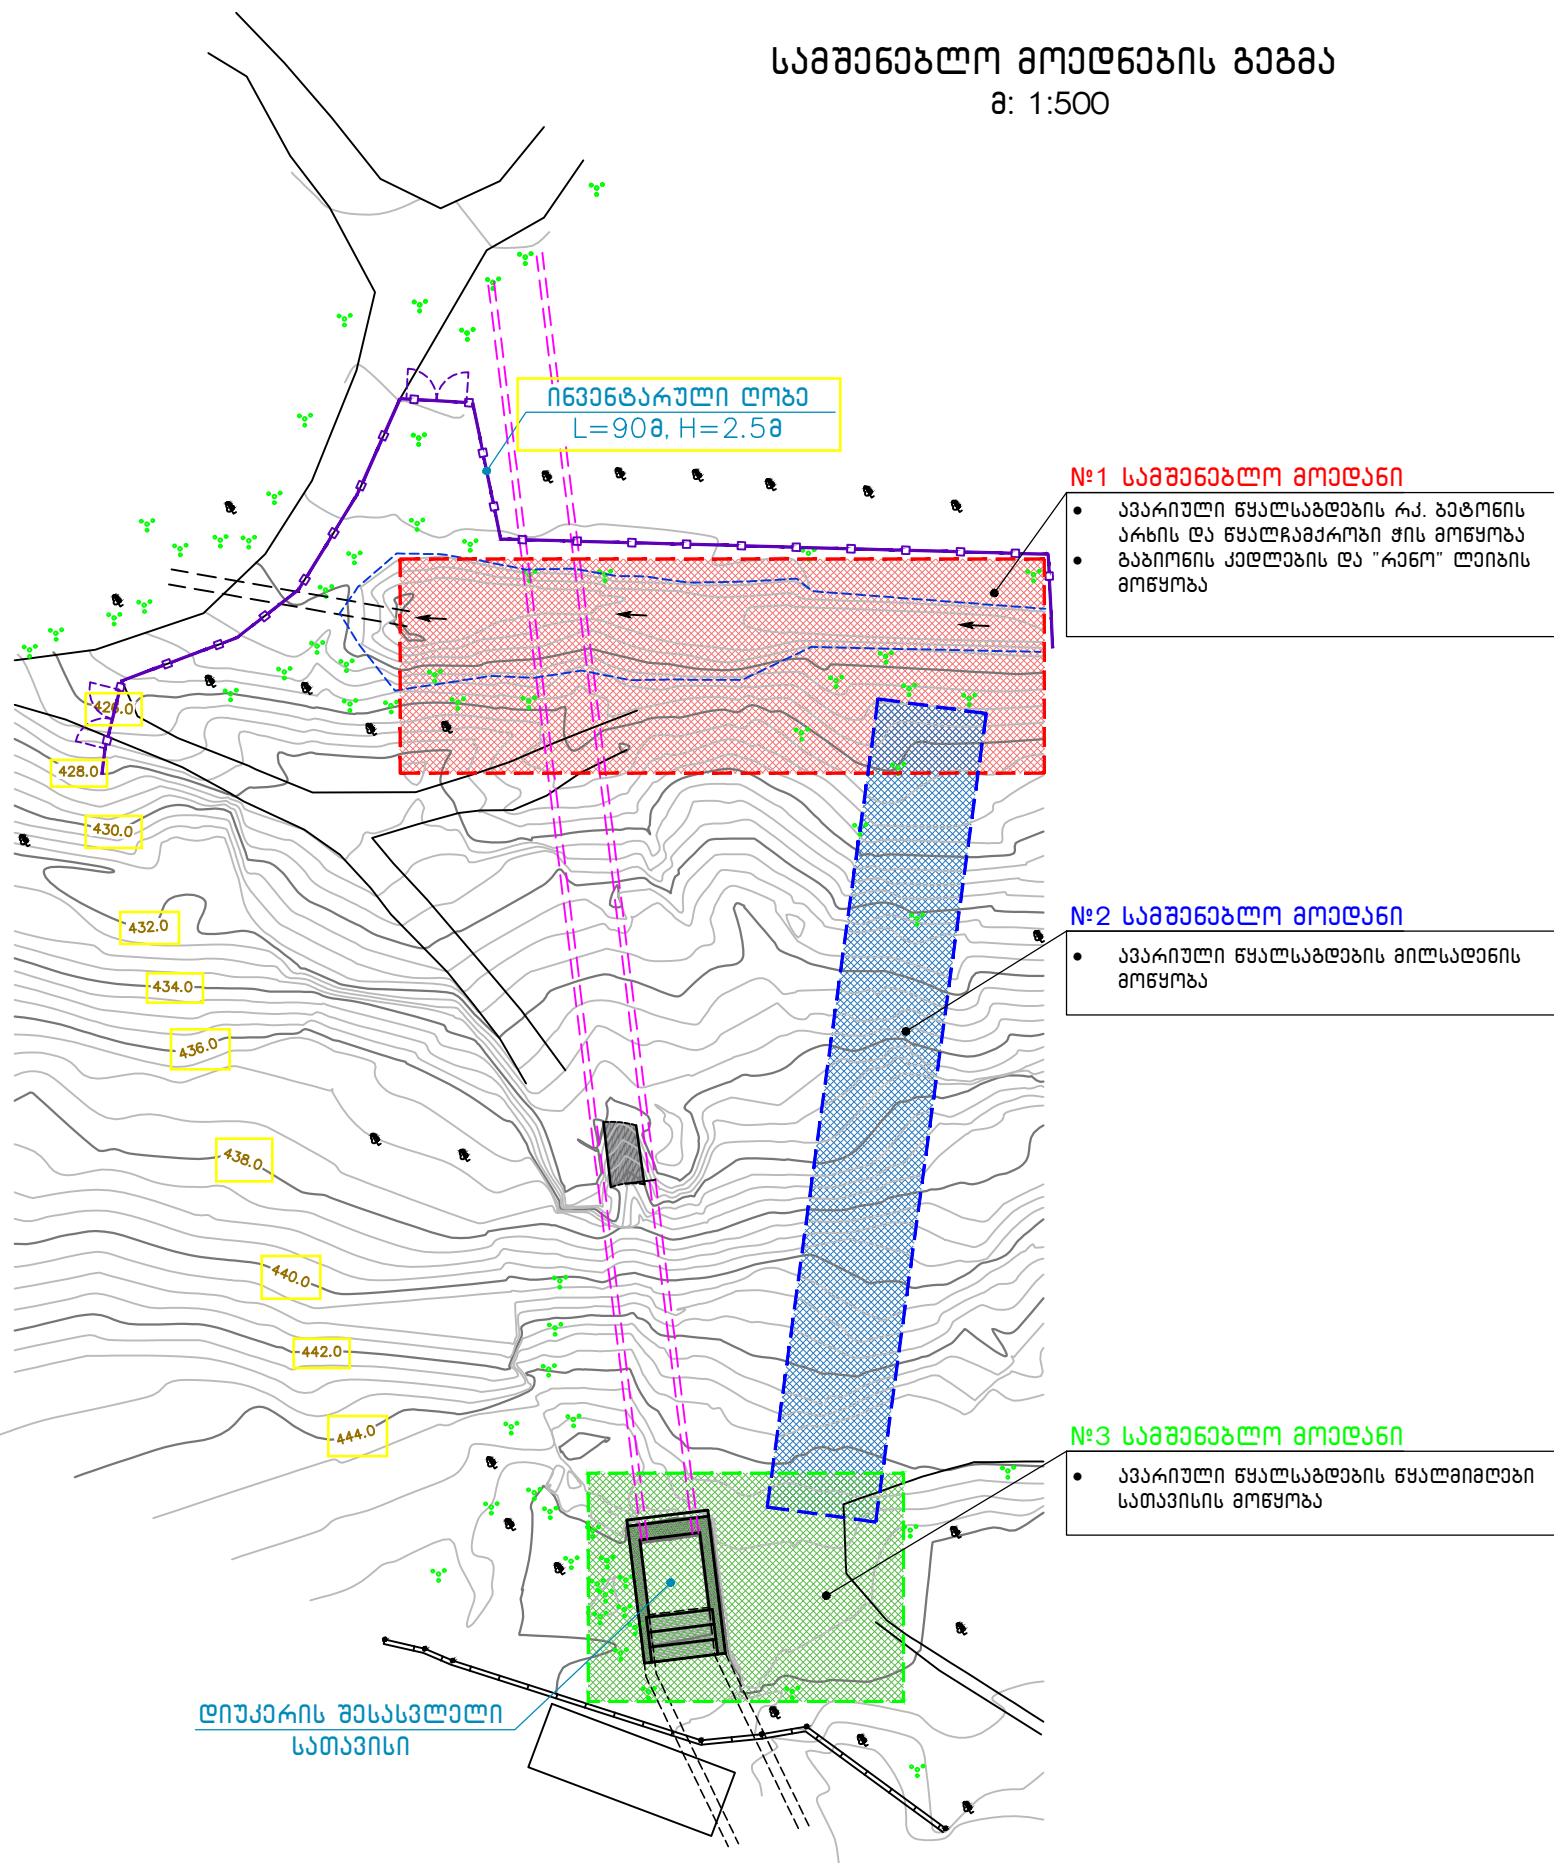 სამშენებლო მოედნების გეგმა
მ: 1:500
ინვენტარული ღობე
L=90მ, H=2.5მ
№1 სამშენებლო მოედანი
• ავარიული წყალსაგდების რკ. ბეტონის
არხის და წყალჩამქრობი ჭის მოწყობა
• გაბიონის კედლების და "რენო" ლეიბის
მოწყობა
426.0
428.0
430.0
432.0
№2 სამშენებლო მოედანი
• ავარიული წყალსაგდების მილსადენის
მოწყობა
434.0
436.0
438.0
440.0
442.0
444.0
№3 სამშენებლო მოედანი
• ავარიული წყალსაგდების წყალმიმღები
სათავისის მოწყობა
დიუკერის შესასვლელი
სათავისი